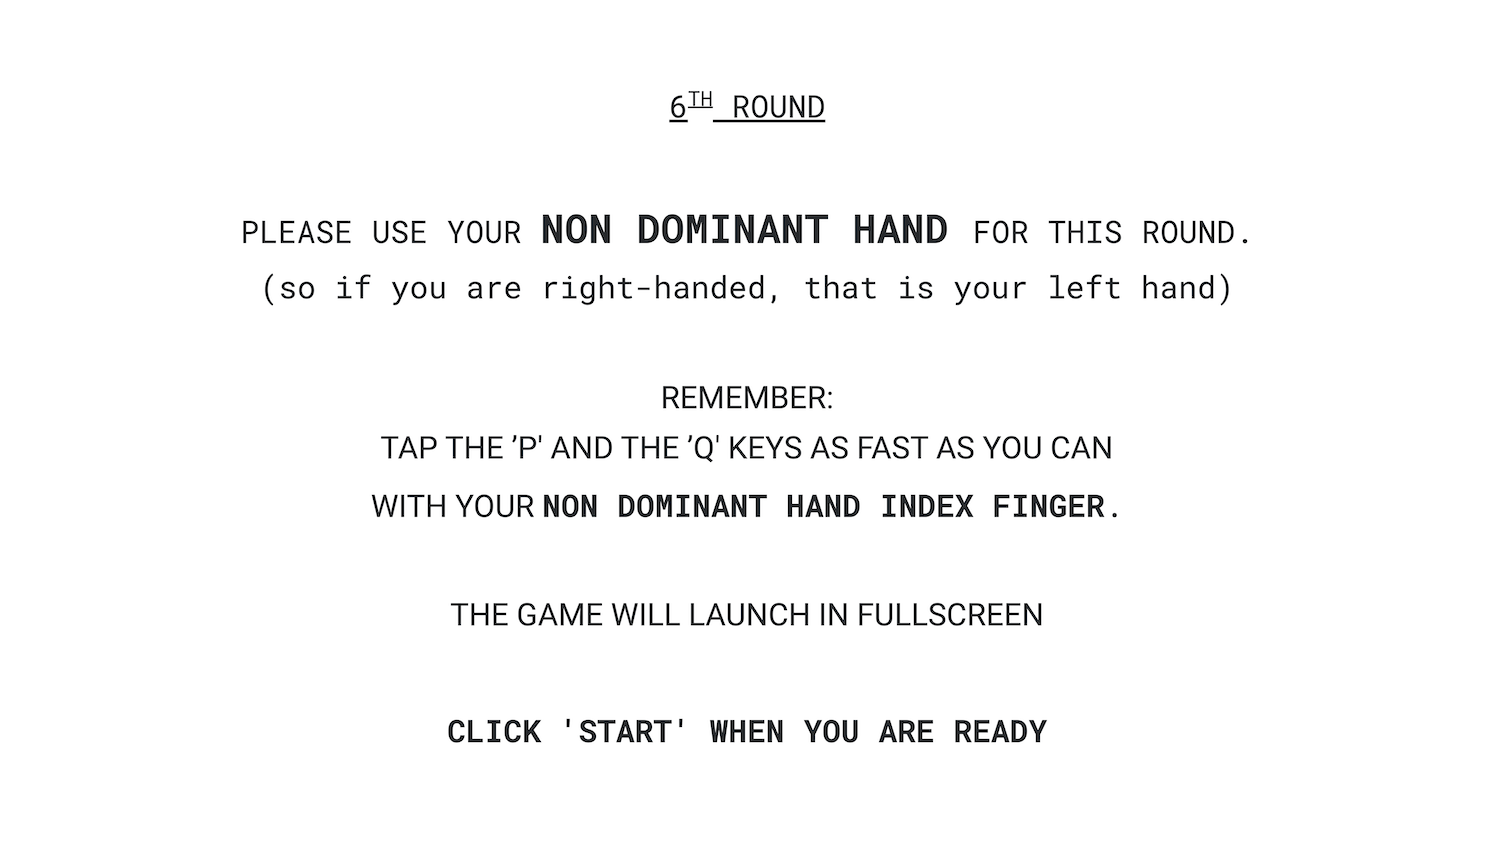 6TH ROUND
PLEASE USE YOUR NON DOMINANT HAND FOR THIS ROUND.
(so if you are right-handed, that is your left hand)
REMEMBER:
TAP THE ’P' AND THE ’Q' KEYS AS FAST AS YOU CAN
WITH YOUR NON DOMINANT HAND INDEX FINGER.
THE GAME WILL LAUNCH IN FULLSCREEN
CLICK 'START' WHEN YOU ARE READY